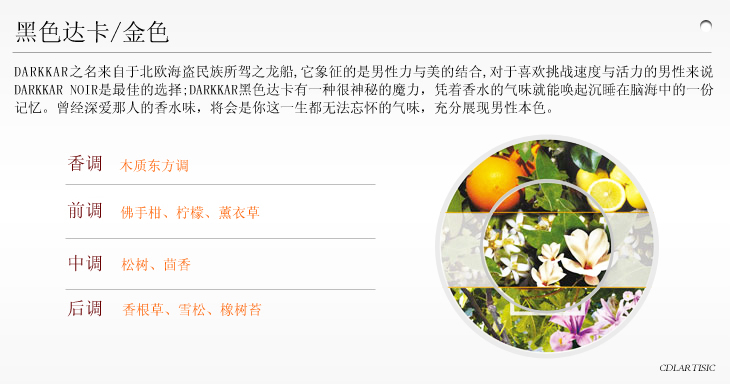 黑色达卡/金色
DARKKAR之名来自于北欧海盗民族所驾之龙船,它象征的是男性力与美的结合,对于喜欢挑战速度与活力的男性来说
DARKKAR NOIR是最佳的选择;DARKKAR黑色达卡有一种很神秘的魔力，凭着香水的气味就能唤起沉睡在脑海中的一份
记忆。曾经深爱那人的香水味，将会是你这一生都无法忘怀的气味，充分展现男性本色。
香调 木质东方调
前调 佛手柑、柠檬、薰衣草
中调 松树、茴香
后调 香根草、雪松、橡树苔
CDLARTISIC